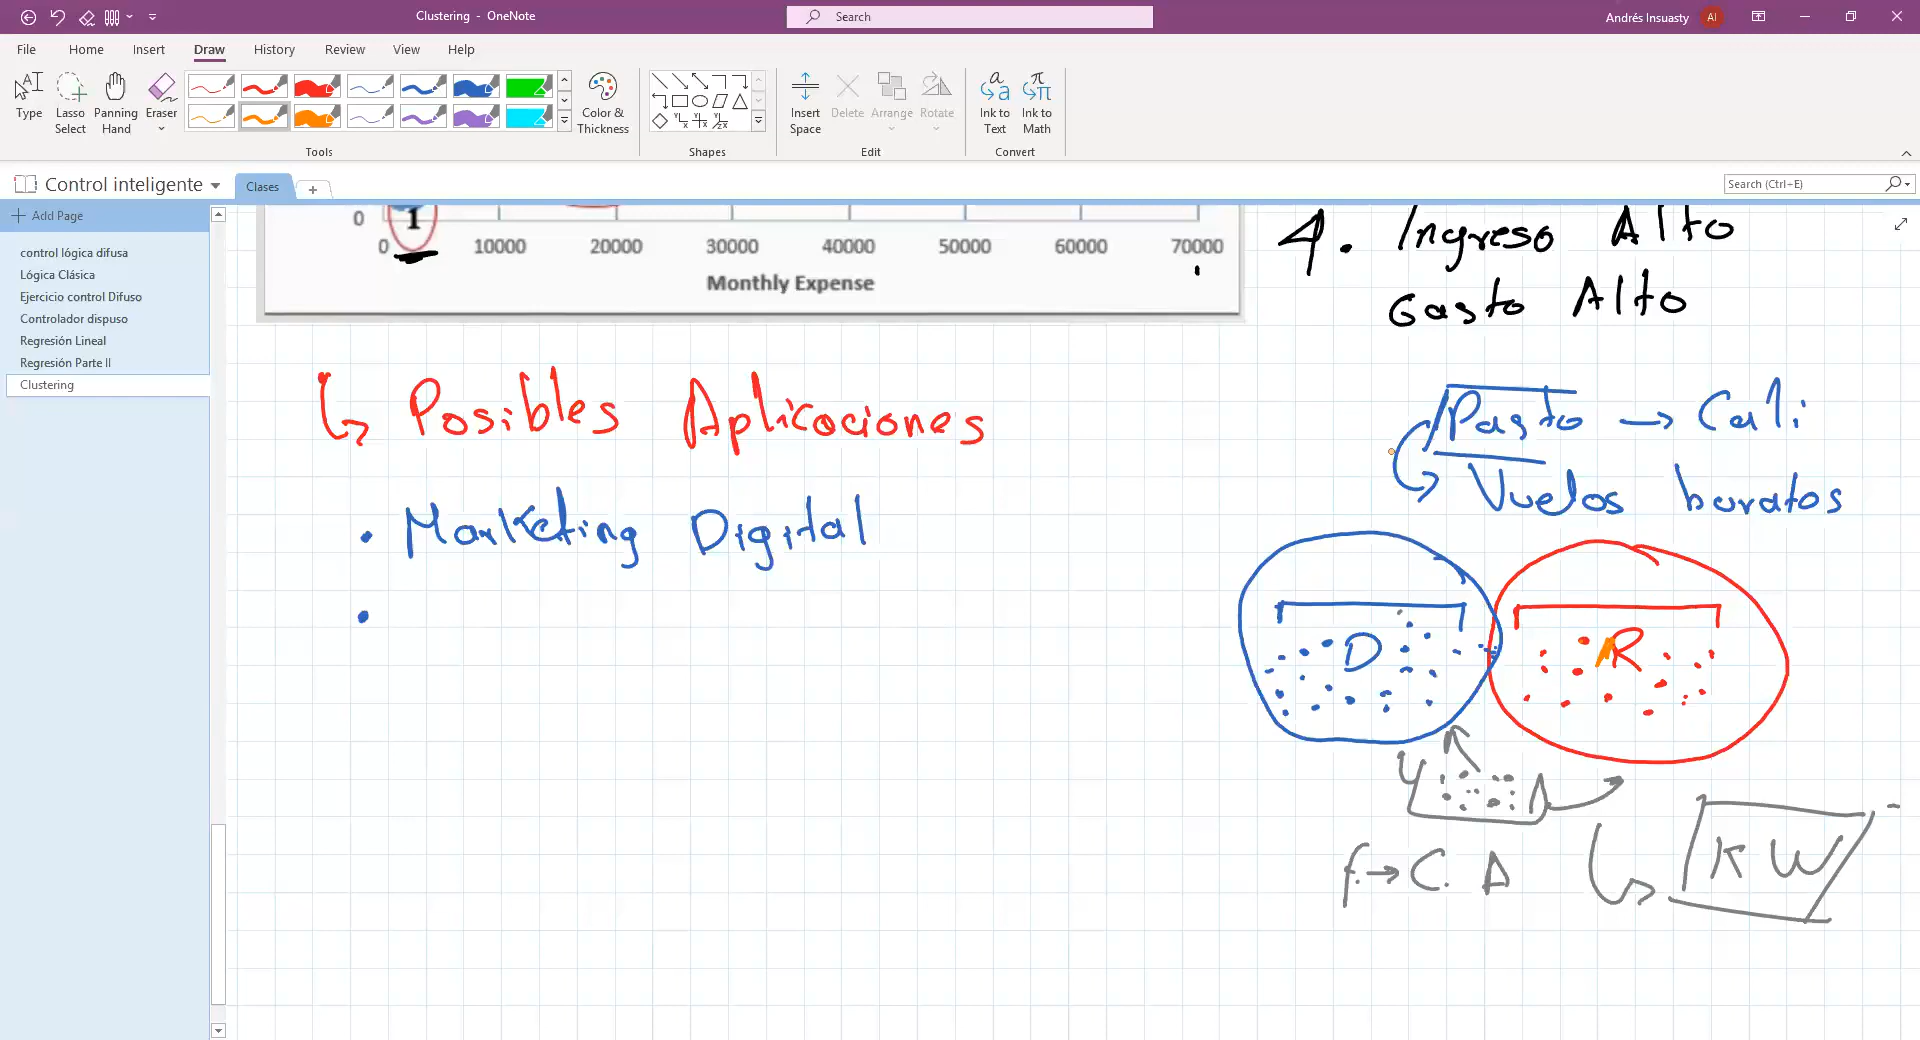 Clustering - OneNote
Search
Andrés Insuasty
AI
File Home Insert Draw History Review View Help
Type
Lasso Select
Panning Hand
Eraser
Color & Thickness
Insert Space
Delete
Arrange
Rotate
Ink to Text
Ink to Math
Tools
Shapes
Edit
Convert
Control inteligente
Clases
Search (Ctrl+E)
Add Page
control lógica difusa
Lógica Clásica
Ejercicio control Difuso
Controlador dispuso
Regresión Lineal
Regresión Parte II
Clustering
0
1
0 10000 20000 30000 40000 50000 60000 70000
Monthly Expense
4. Ingreso Alto
Gasto Alto
Posibles Aplicaciones
• Marketing Digital
•
Pasto → Cali
Vuelos baratos
D
R
f. → C. A
KW